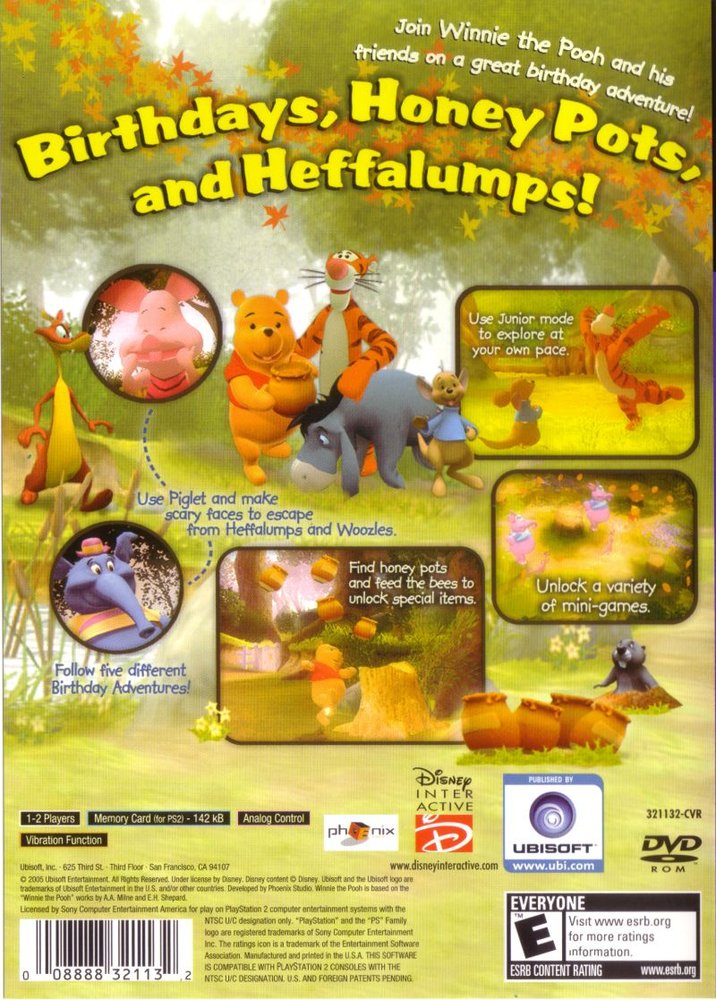 Join Winnie the Pooh and his
friends on a great birthday adventure!
Birthdays, Honey Pots,
and Heffalumps!
Use Junior mode
to explore at
your own pace.
Use Piglet and make
scary faces to escape
from Heffalumps and Woozles.
Find honey pots
and feed the bees to
unlock special items.
Unlock a variety
of mini-games.
Follow five different
Birthday Adventures!
1-2 Players
Memory Card (for PS2) - 142 kB
Analog Control
Vibration Function
phoenix
Disney
INTER
ACTIVE
www.disneyinteractive.com
PUBLISHED BY
UBISOFT
www.ubi.com
321132-CVR
DVD
ROM
Ubisoft, Inc. · 625 Third St. · Third Floor · San Francisco, CA 94107
© 2005 Ubisoft Entertainment. All Rights Reserved. Under license by Disney. Disney content © Disney. Ubisoft and the Ubisoft logo are
trademarks of Ubisoft Entertainment in the U.S. and/or other countries. Developed by Phoenix Studio. Winnie the Pooh is based on the
"Winnie the Pooh" works by A.A. Milne and E.H. Shepard.
Licensed by Sony Computer Entertainment America for play on PlayStation 2 computer entertainment systems with the
NTSC U/C designation only. "PlayStation" and the "PS" Family
logo are registered trademarks of Sony Computer Entertainment
Inc. The ratings icon is a trademark of the Entertainment Software
Association. Manufactured and printed in the U.S.A. THIS SOFTWARE
IS COMPATIBLE WITH PLAYSTATION 2 CONSOLES WITH THE
NTSC U/C DESIGNATION. U.S. AND FOREIGN PATENTS PENDING.
0 08888 32113 2
EVERYONE
E
Visit www.esrb.org
for more ratings
information.
ESRB CONTENT RATING
www.esrb.org